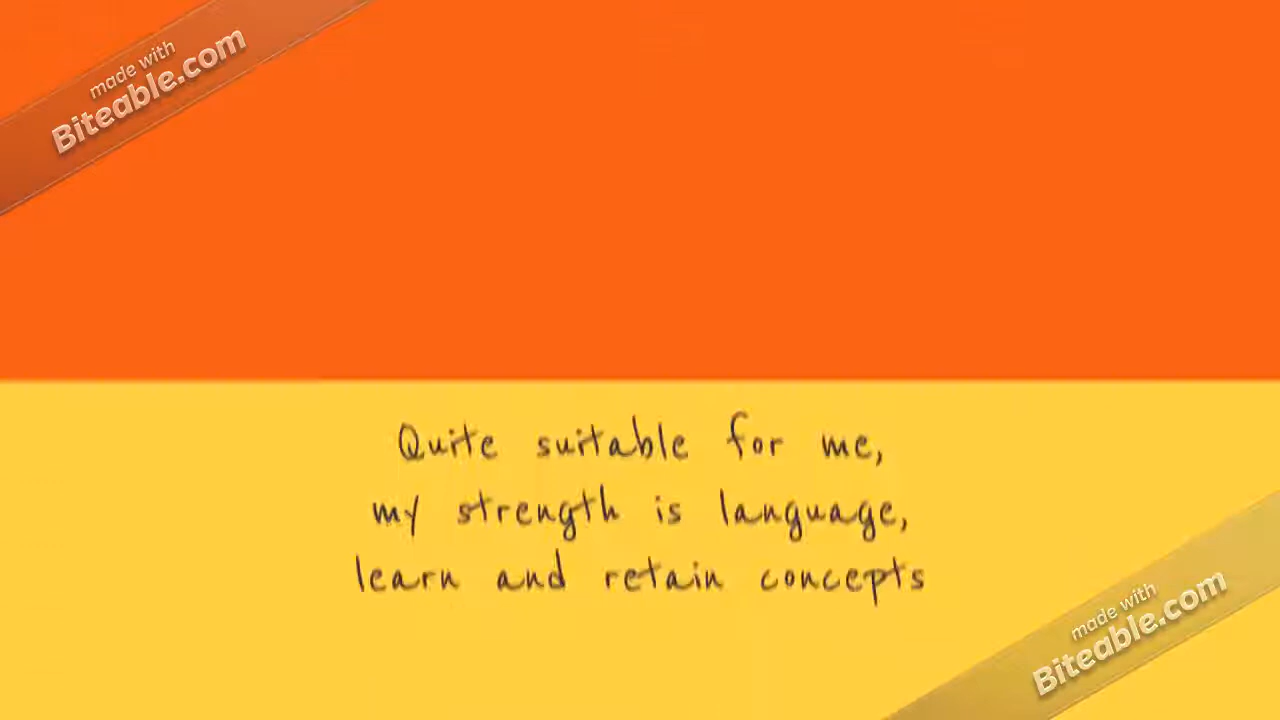 made with
Biteable.com
Quite suitable for me,
my strength is language,
learn and retain concepts
made with
Biteable.com